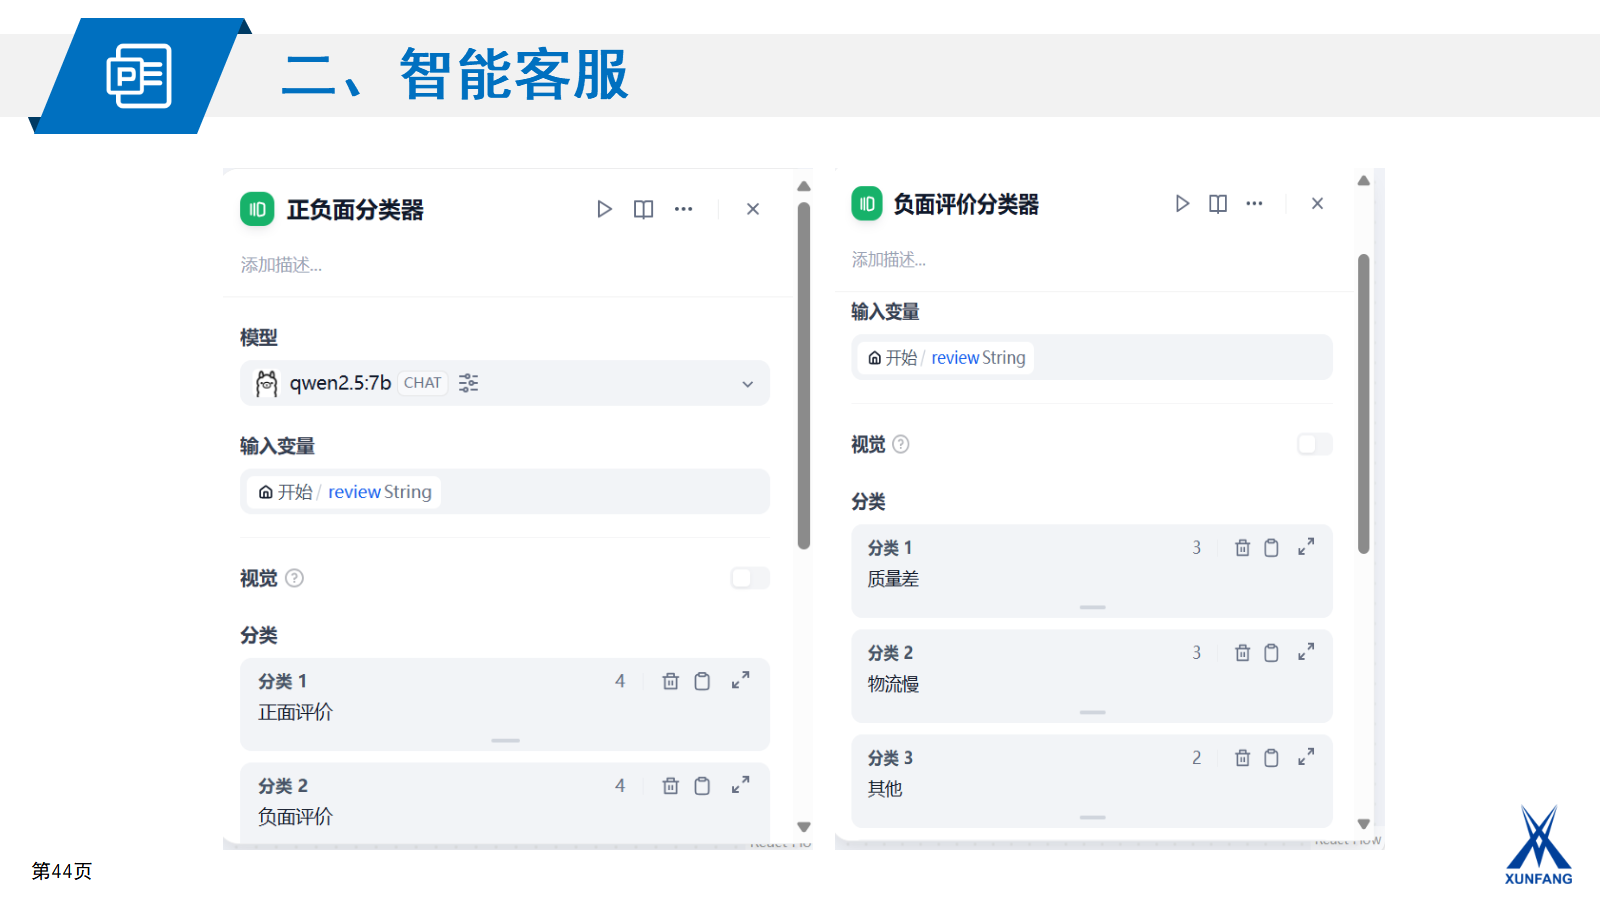 二、智能客服
正负面分类器
添加描述...
模型
qwen2.5:7b CHAT
输入变量
开始 / review String
视觉
分类
分类 1 4
正面评价
分类 2 4
负面评价
负面评价分类器
添加描述...
输入变量
开始 / review String
视觉
分类
分类 1 3
质量差
分类 2 3
物流慢
分类 3 2
其他
React Flow
第44页
XUNFANG